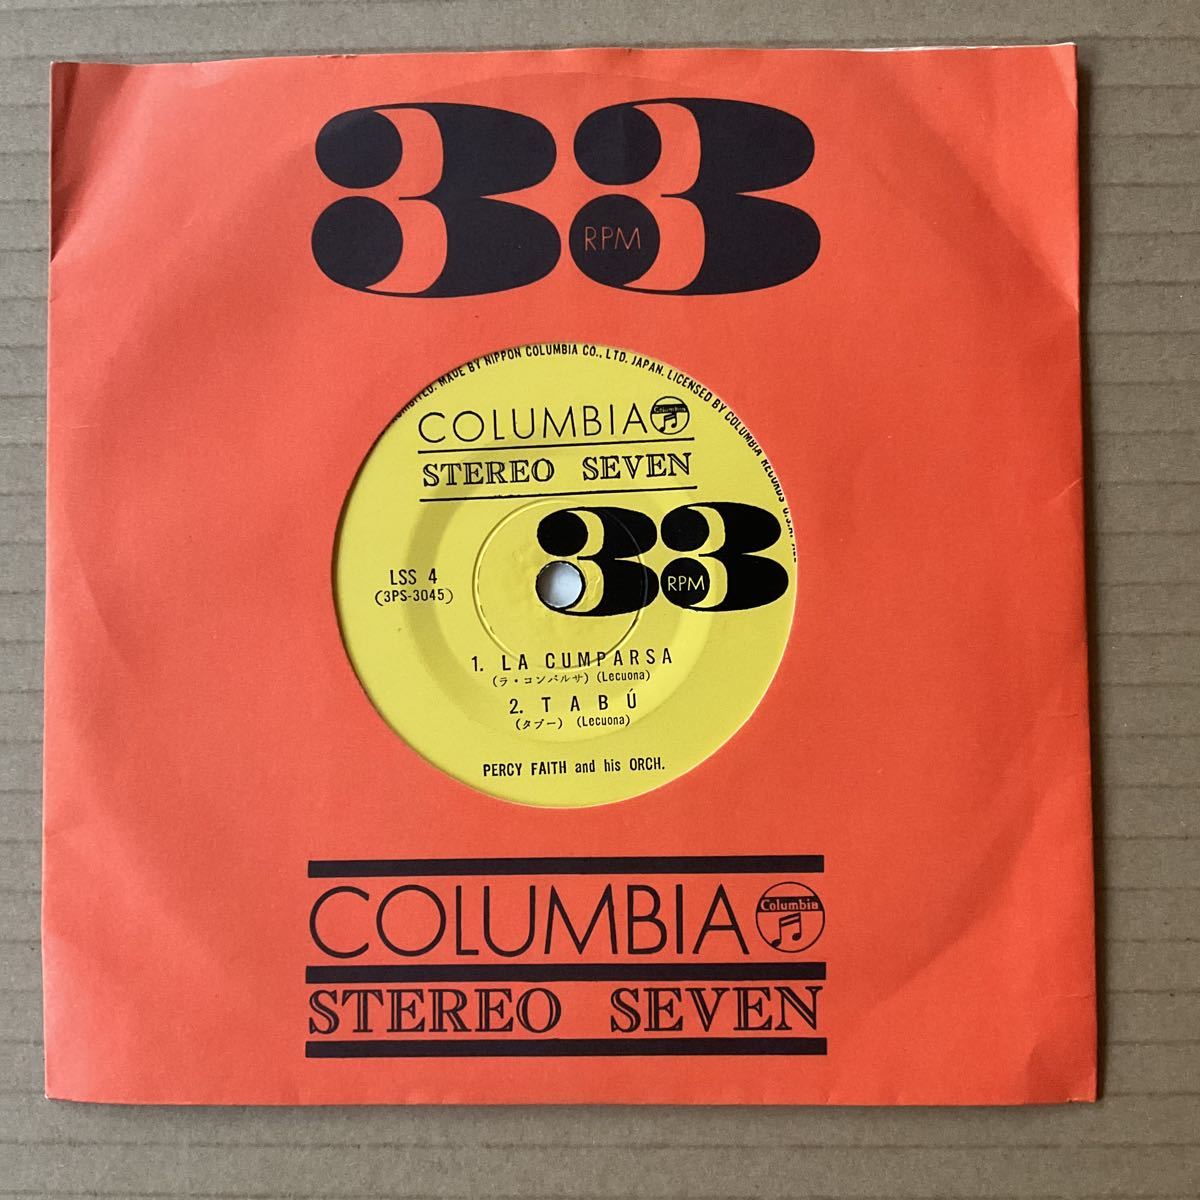 33
RPM
OHIBITED. MADE BY NIPPON COLUMBIA CO., LTD. JAPAN. LICENSED BY COLUMBIA RECORDS U.S.A.
COLUMBIA Columbia
STEREO SEVEN
33
RPM
LSS 4
(3PS-3045)
1. LA CUMPARSA
(ラ・コンパルサ) (Lecuona)
2. TABÚ
(タブー) (Lecuona)
PERCY FAITH and his ORCH.
COLUMBIA Columbia
STEREO SEVEN